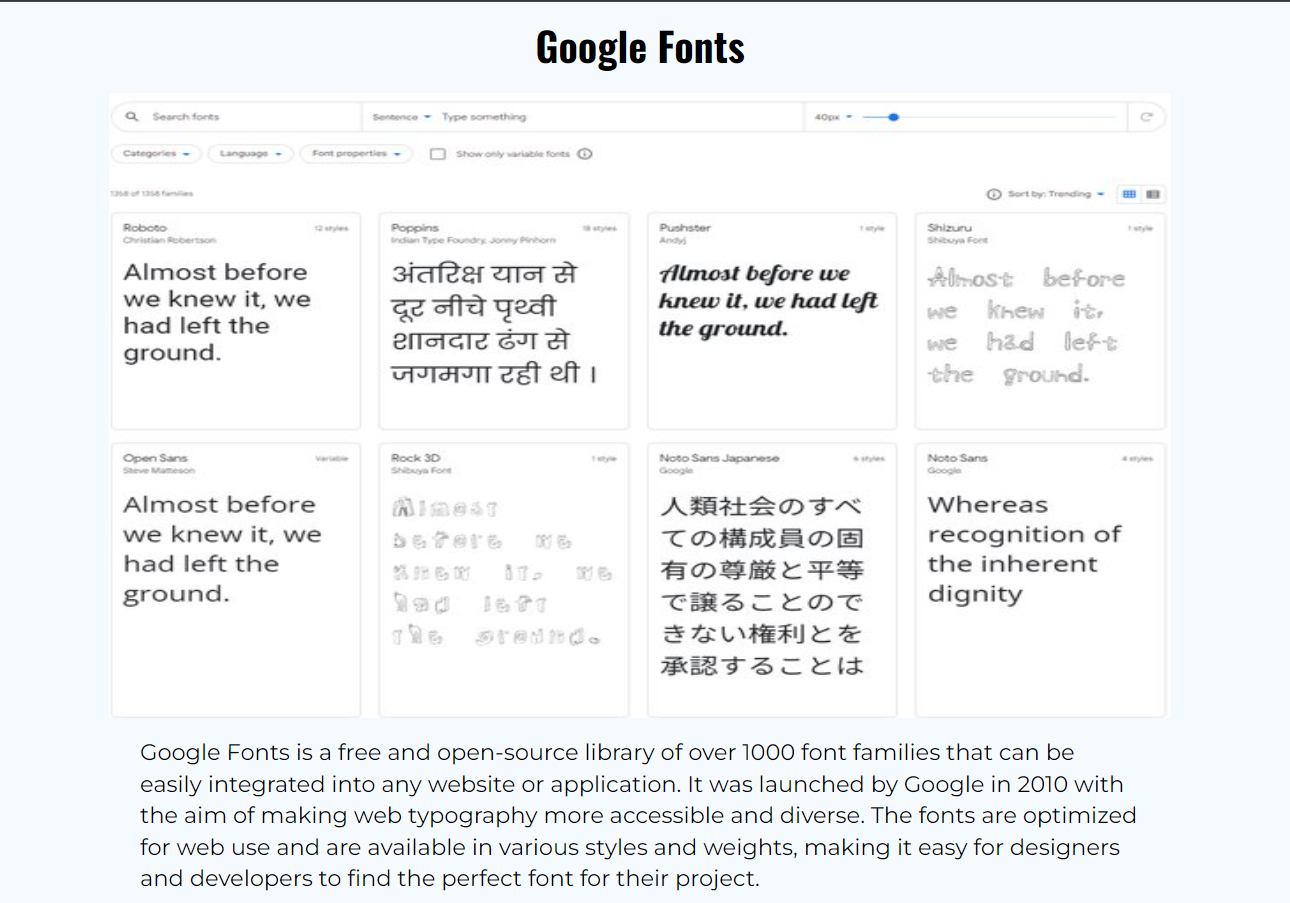 Google Fonts
Search fonts
Sentence
Type something
40px
Categories
Language
Font properties
Show only variable fonts
1358 of 1358 families
Sort by: Trending
Roboto
12 styles
Christian Robertson
Almost before
we knew it, we
had left the
ground.
Poppins
18 styles
Indian Type Foundry, Jonny Pinhorn
अंतरिक्ष यान से
दूर नीचे पृथ्वी
शानदार ढंग से
जगमगा रही थी ।
Pushster
1 style
Andyj
Almost before we
knew it, we had left
the ground.
Shizuru
1 style
Shibuya Font
Almost before
we knew it,
we had left
the ground.
Open Sans
Variable
Steve Matteson
Almost before
we knew it, we
had left the
ground.
Rock 3D
1 style
Shibuya Font
Almost
before we
knew it, we
had left
the ground.
Noto Sans Japanese
6 styles
Google
人類社会のすべ
ての構成員の固
有の尊厳と平等
で譲ることので
きない権利とを
承認することは
Noto Sans
4 styles
Google
Whereas
recognition of
the inherent
dignity
Google Fonts is a free and open-source library of over 1000 font families that can be
easily integrated into any website or application. It was launched by Google in 2010 with
the aim of making web typography more accessible and diverse. The fonts are optimized
for web use and are available in various styles and weights, making it easy for designers
and developers to find the perfect font for their project.